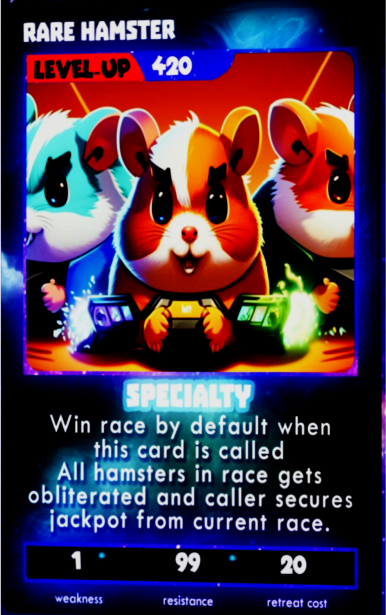 RARE HAMSTER
LEVEL-UP 420
SPECIALTY
Win race by default when
this card is called
All hamsters in race gets
obliterated and caller secures
jackpot from current race.
1 99 20
weakness resistance retreat cost